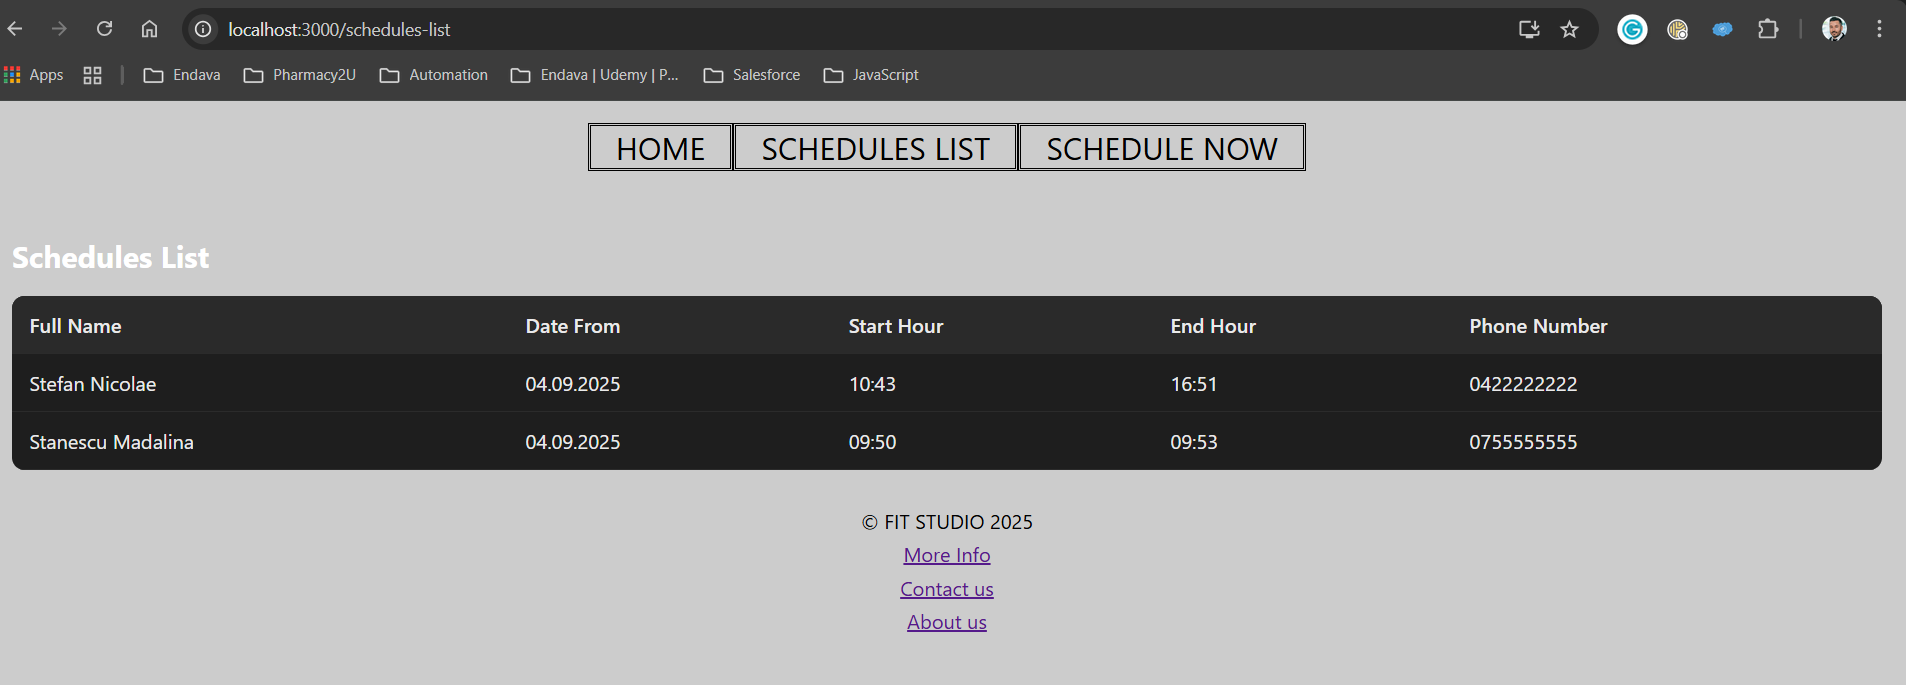 localhost:3000/schedules-list
Apps Endava Pharmacy2U Automation Endava | Udemy | P... Salesforce JavaScript
HOME SCHEDULES LIST SCHEDULE NOW
Schedules List
Full Name Date From Start Hour End Hour Phone Number
Stefan Nicolae 04.09.2025 10:43 16:51 0422222222
Stanescu Madalina 04.09.2025 09:50 09:53 0755555555
© FIT STUDIO 2025
More Info
Contact us
About us